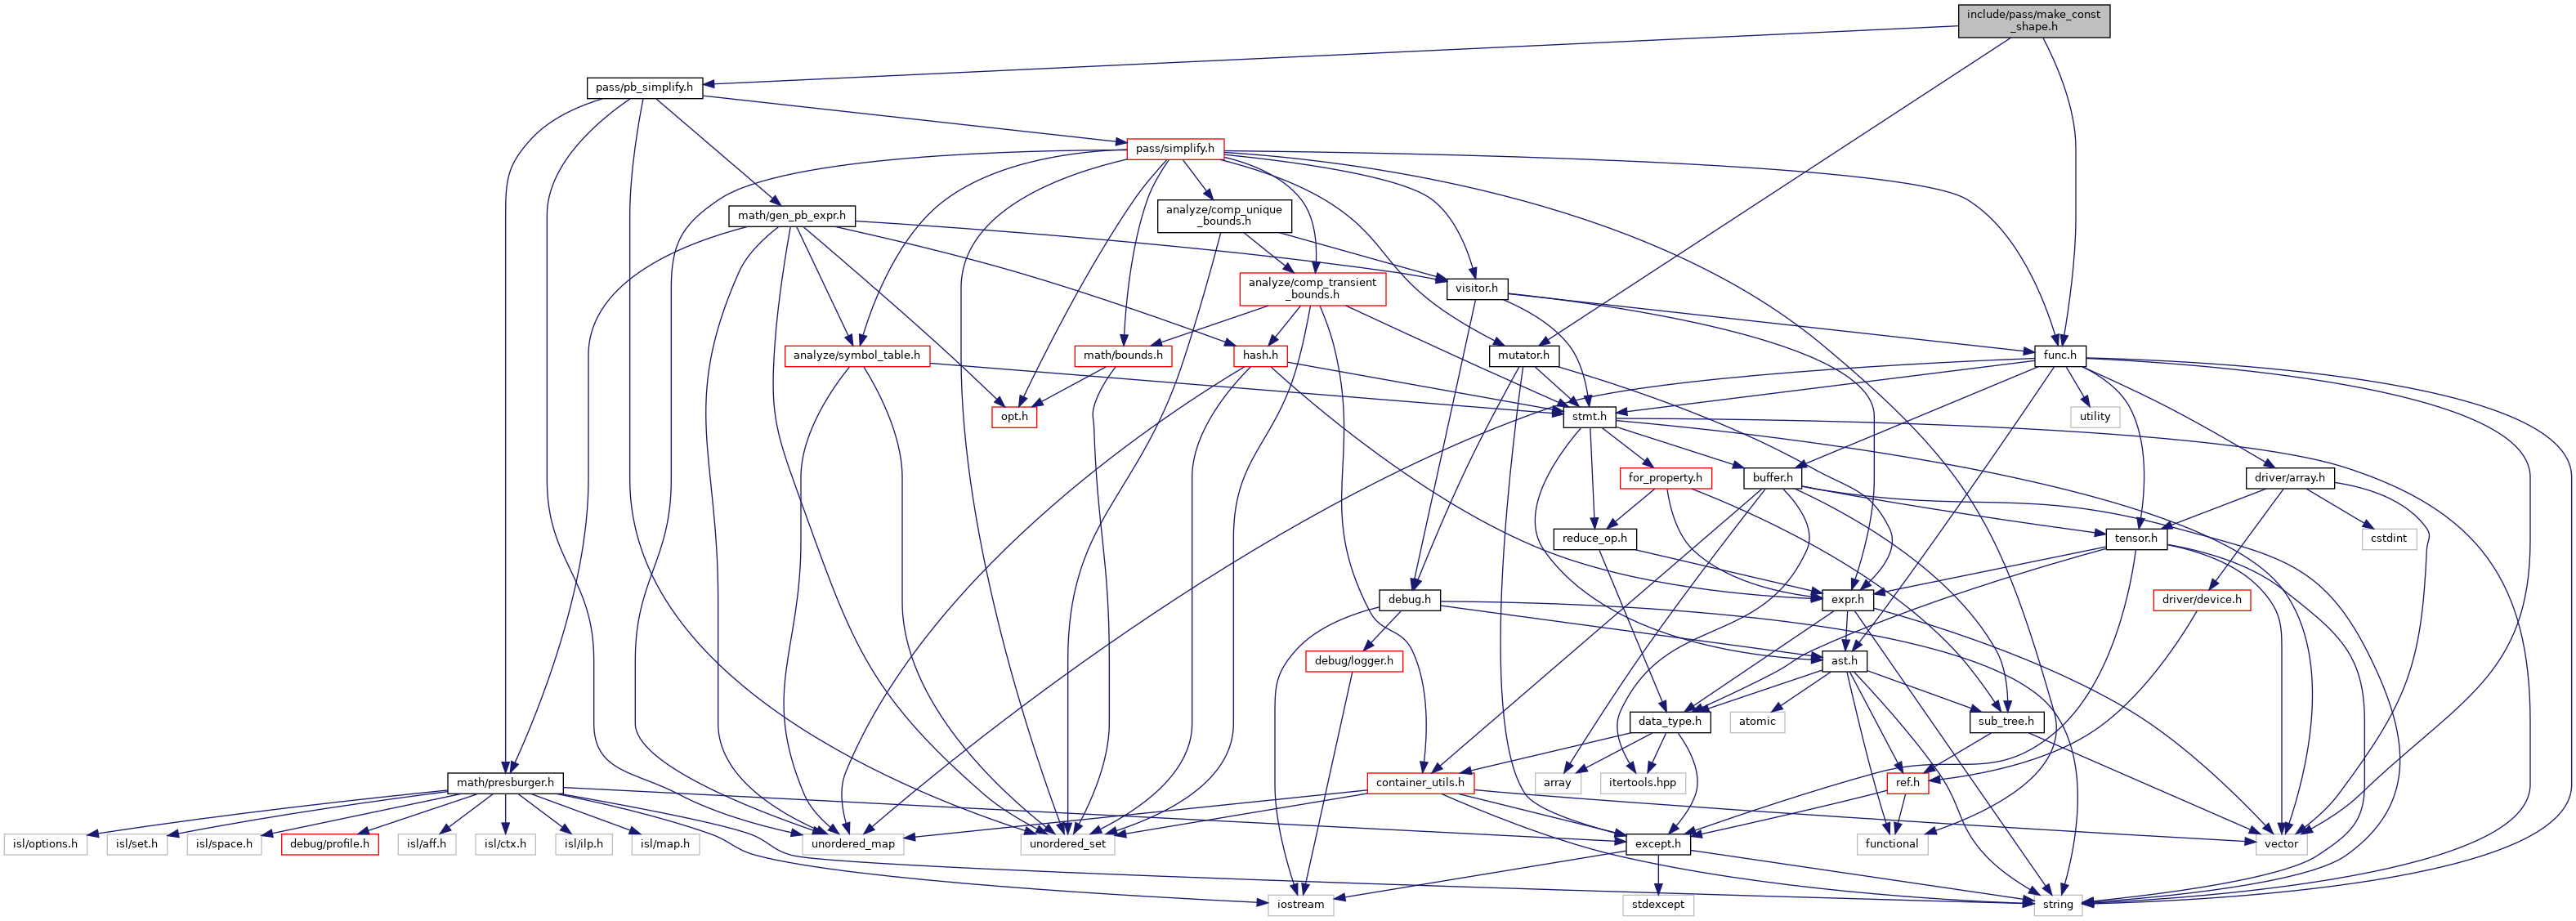 include/pass/make_const
_shape.h
pass/pb_simplify.h
pass/simplify.h
math/gen_pb_expr.h
analyze/comp_unique
_bounds.h
analyze/comp_transient
_bounds.h
visitor.h
analyze/symbol_table.h
math/bounds.h
hash.h
mutator.h
func.h
opt.h
stmt.h
utility
for_property.h
buffer.h
driver/array.h
reduce_op.h
tensor.h
cstdint
debug.h
expr.h
driver/device.h
debug/logger.h
ast.h
data_type.h
atomic
sub_tree.h
math/presburger.h
container_utils.h
array
itertools.hpp
ref.h
isl/options.h
isl/set.h
isl/space.h
debug/profile.h
isl/aff.h
isl/ctx.h
isl/ilp.h
isl/map.h
unordered_map
unordered_set
except.h
functional
vector
iostream
stdexcept
string